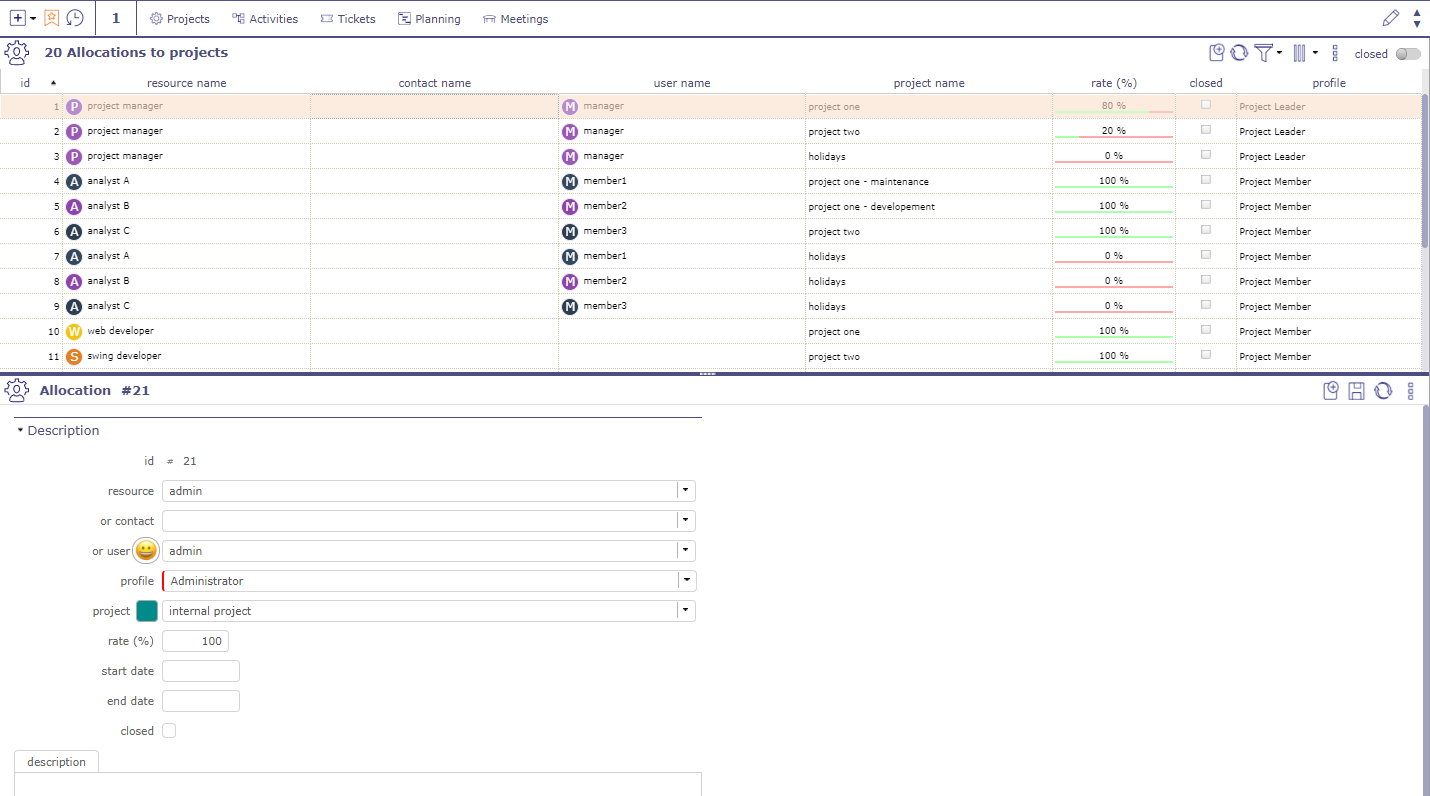 1 Projects Activities Tickets Planning Meetings
20 Allocations to projects closed
id resource name contact name user name project name rate (%) closed profile
1 P project manager M manager project one 80 % Project Leader
2 P project manager M manager project two 20 % Project Leader
3 P project manager M manager holidays 0 % Project Leader
4 A analyst A M member1 project one - maintenance 100 % Project Member
5 A analyst B M member2 project one - developement 100 % Project Member
6 A analyst C M member3 project two 100 % Project Member
7 A analyst A M member1 holidays 0 % Project Member
8 A analyst B M member2 holidays 0 % Project Member
9 A analyst C M member3 holidays 0 % Project Member
10 W web developer project one 100 % Project Member
11 S swing developer project two 100 % Project Member
Allocation #21
Description
id # 21
resource admin
or contact
or user admin
profile Administrator
project internal project
rate (%) 100
start date
end date
closed
description